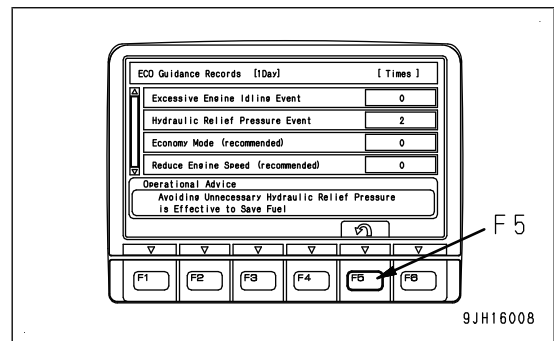 ECO Guidance Records [1Day] [ Times ]
Excessive Engine Idling Event 0
Hydraulic Relief Pressure Event 2
Economy Mode (recommended) 0
Reduce Engine Speed (recommended) 0
Operational Advice
Avoiding Unnecessary Hydraulic Relief Pressure
is Effective to Save Fuel
F5
F1 F2 F3 F4 F5 F6
9JH16008